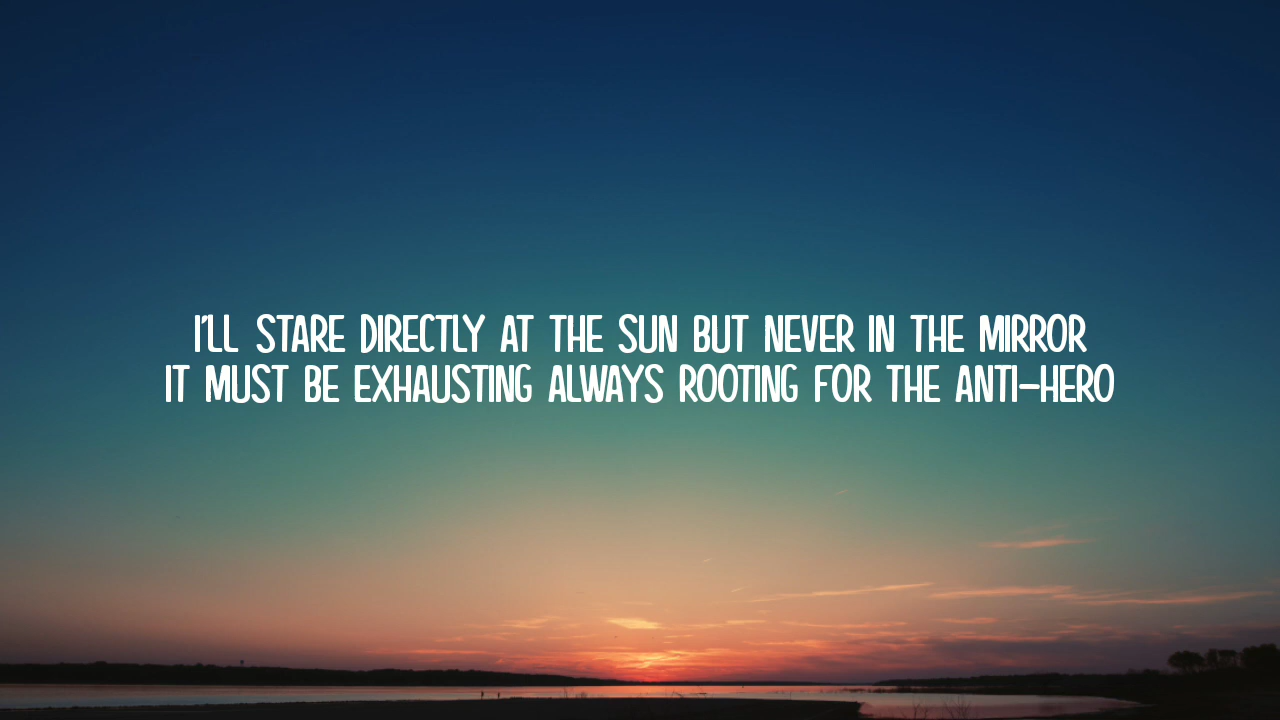 I'LL STARE DIRECTLY AT THE SUN BUT NEVER IN THE MIRROR
IT MUST BE EXHAUSTING ALWAYS ROOTING FOR THE ANTI-HERO